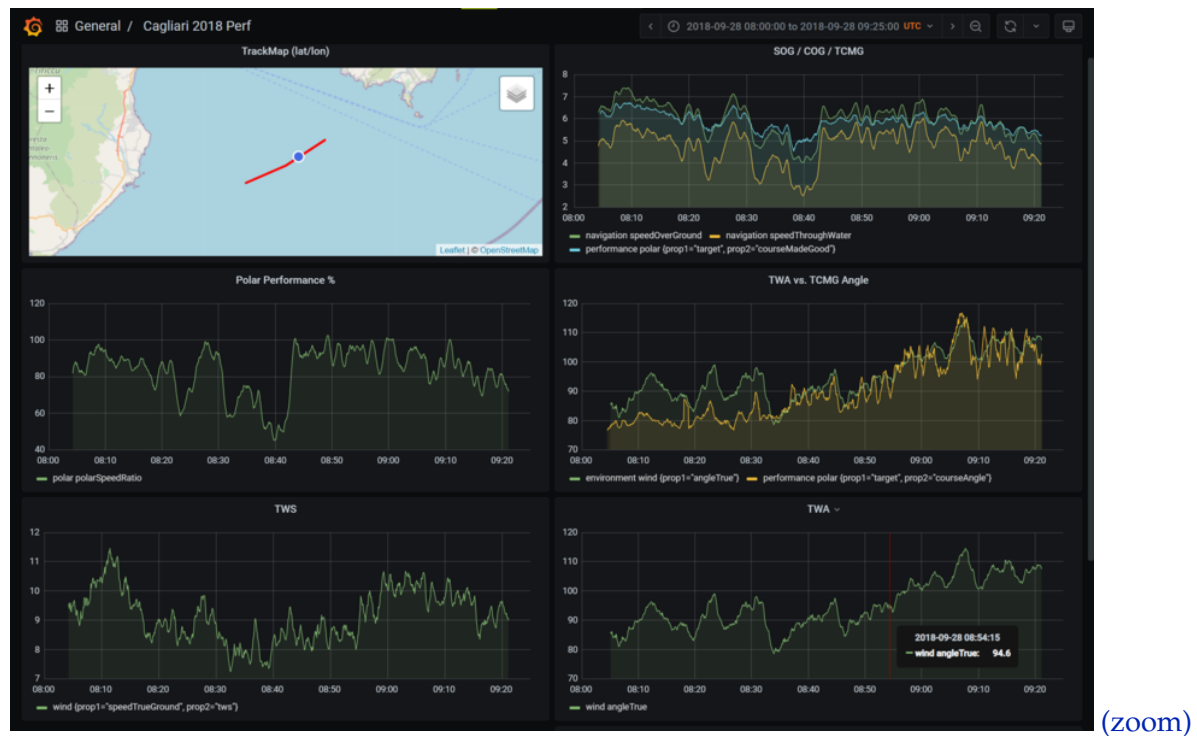 General / Cagliari 2018 Perf
2018-09-28 08:00:00 to 2018-09-28 09:25:00 UTC
TrackMap (lat/lon)
+
−
Leaflet | © OpenStreetMap
SOG / COG / TCMG
8
7
6
5
4
3
2
08:00 08:10 08:20 08:30 08:40 08:50 09:00 09:10 09:20
navigation speedOverGround navigation speedThroughWater
performance polar {prop1="target", prop2="courseMadeGood"}
Polar Performance %
120
100
80
60
40
08:00 08:10 08:20 08:30 08:40 08:50 09:00 09:10 09:20
polar polarSpeedRatio
TWA vs. TCMG Angle
120
110
100
90
80
70
08:00 08:10 08:20 08:30 08:40 08:50 09:00 09:10 09:20
environment wind {prop1="angleTrue"} performance polar {prop1="target", prop2="courseAngle"}
TWS
12
11
10
9
8
7
08:00 08:10 08:20 08:30 08:40 08:50 09:00 09:10 09:20
wind {prop1="speedTrueGround", prop2="tws"}
TWA
120
110
100
90
80
70
2018-09-28 08:54:15
wind angleTrue: 94.6
08:00 08:10 08:20 08:30 08:40 08:50 09:00 09:10 09:20
wind angleTrue
(zoom)